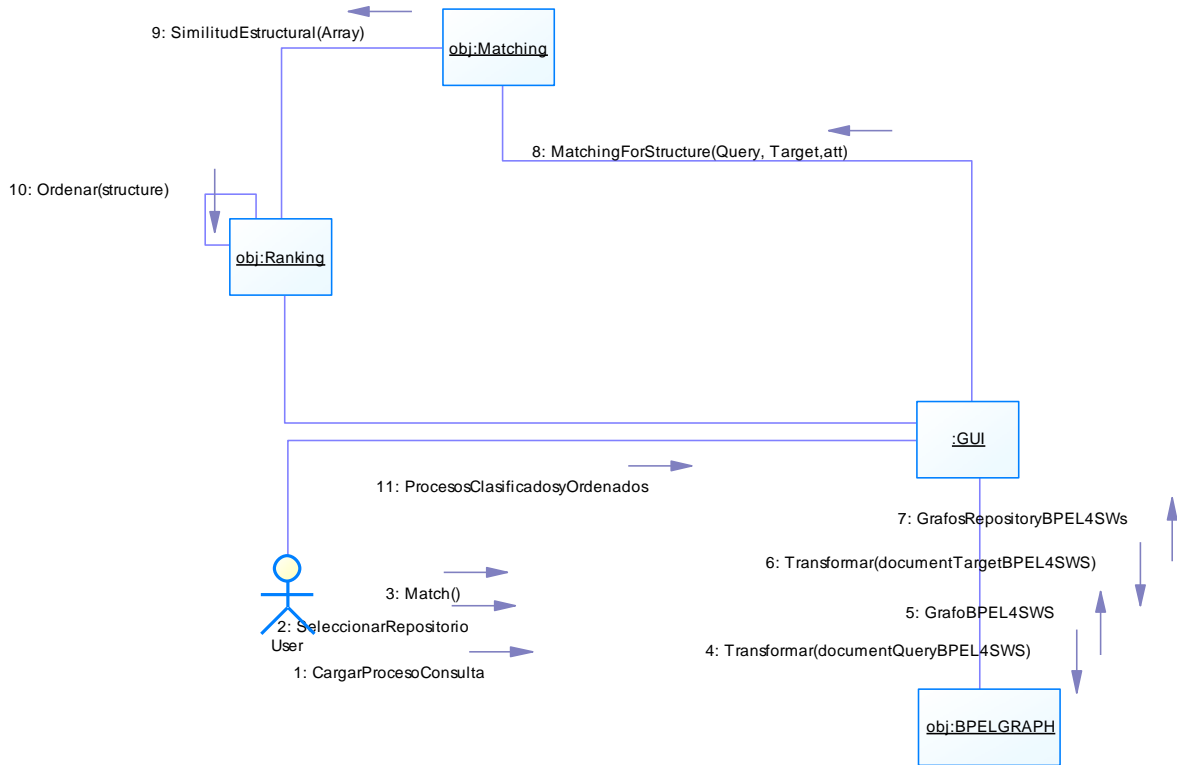 9: SimilitudEstructural(Array)
obj:Matching
8: MatchingForStructure(Query, Target,att)
10: Ordenar(structure)
obj:Ranking
:GUI
11: ProcesosClasificadosyOrdenados
7: GrafosRepositoryBPEL4SWs
6: Transformar(documentTargetBPEL4SWS)
3: Match()
5: GrafoBPEL4SWS
2: SeleccionarRepositorio
User
4: Transformar(documentQueryBPEL4SWS)
1: CargarProcesoConsulta
obj:BPELGRAPH